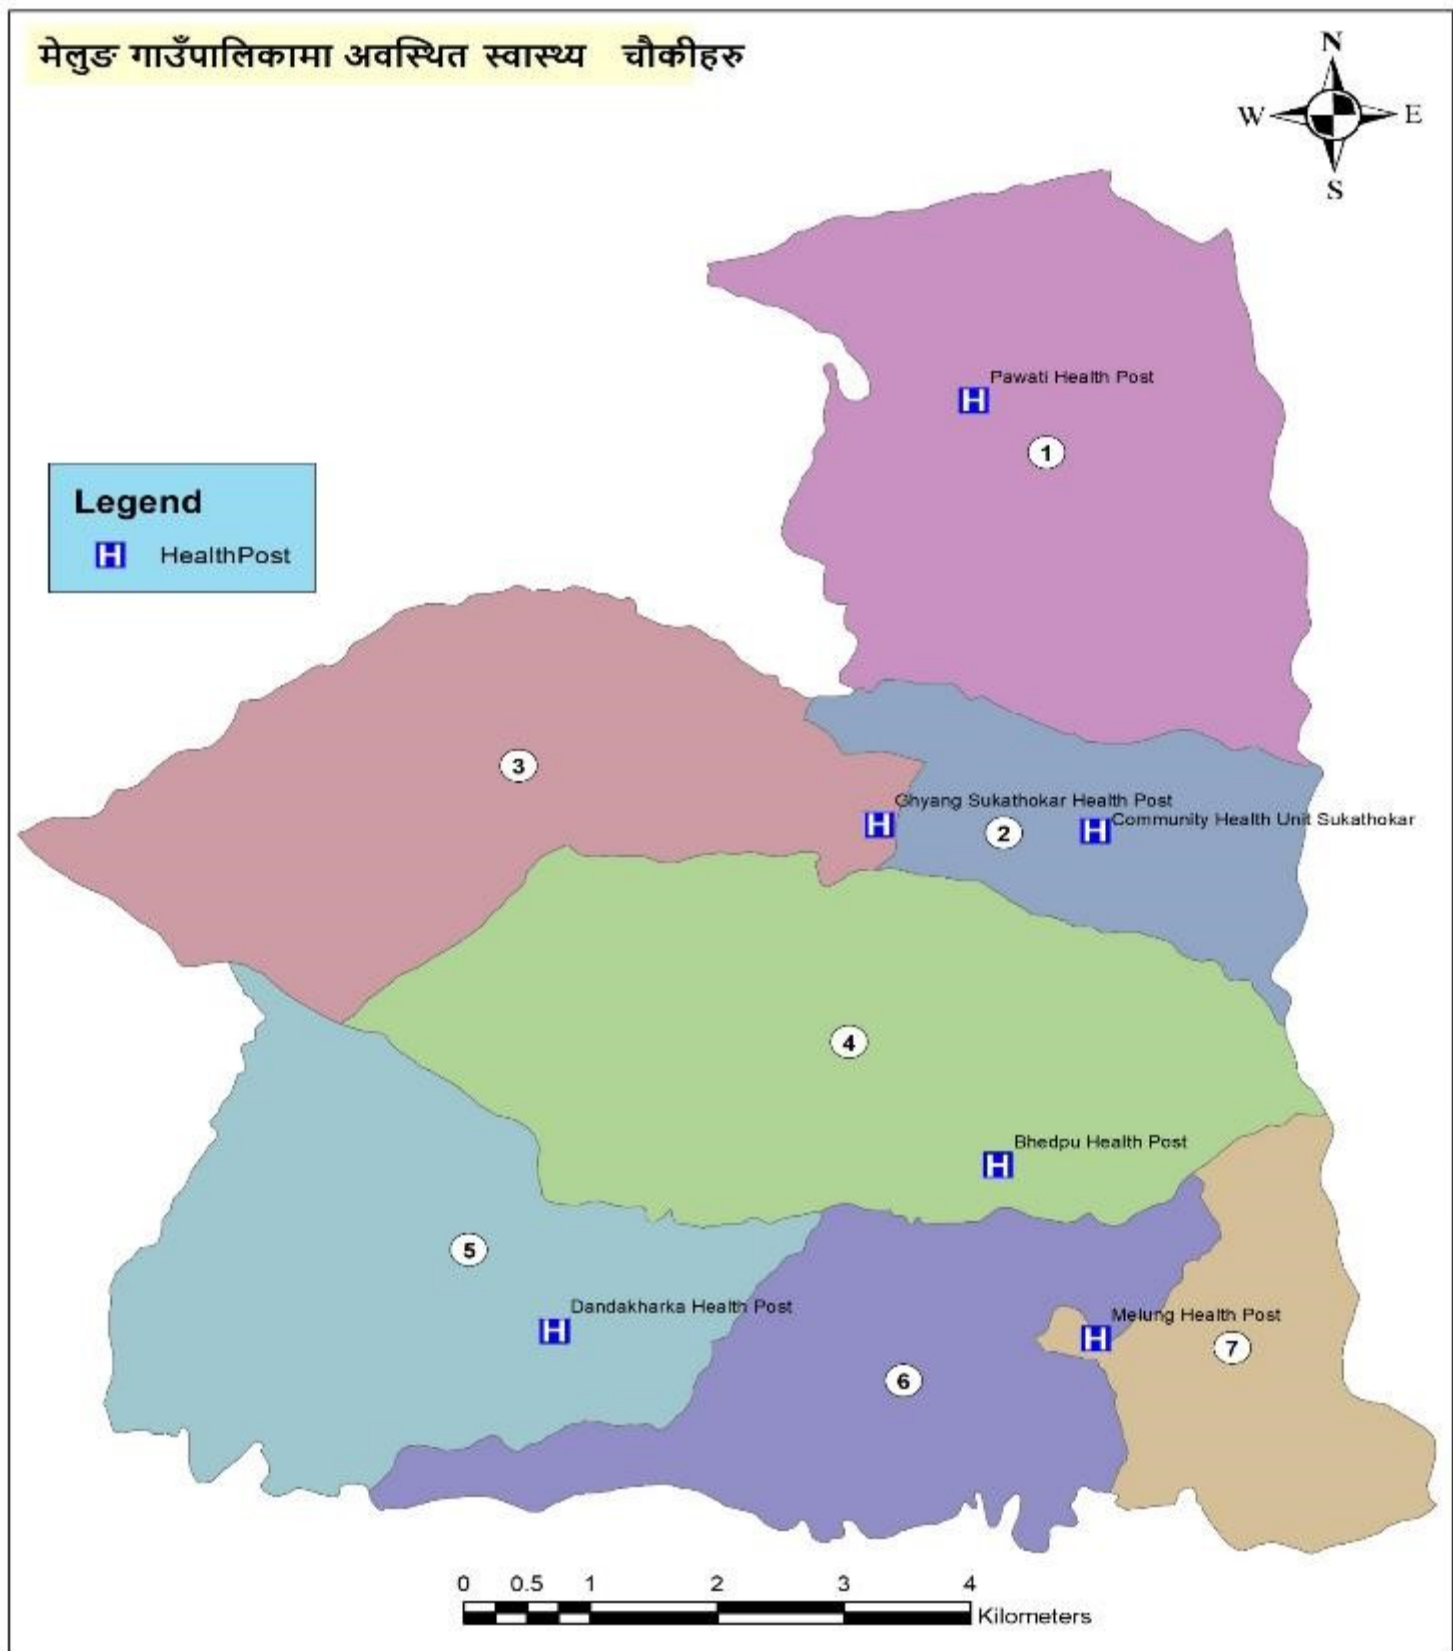 मेलुङ गाउँपालिकामा अवस्थित स्वास्थ्य चौकीहरु
N
W E
S
Pawati Health Post
1
Legend
HealthPost
3
Ghyang Sukathokar Health Post
2
Community Health Unit Sukathokar
4
Bhedpu Health Post
5
Dandakharka Health Post
Melung Health Post
7
6
0 0.5 1 2 3 4
Kilometers